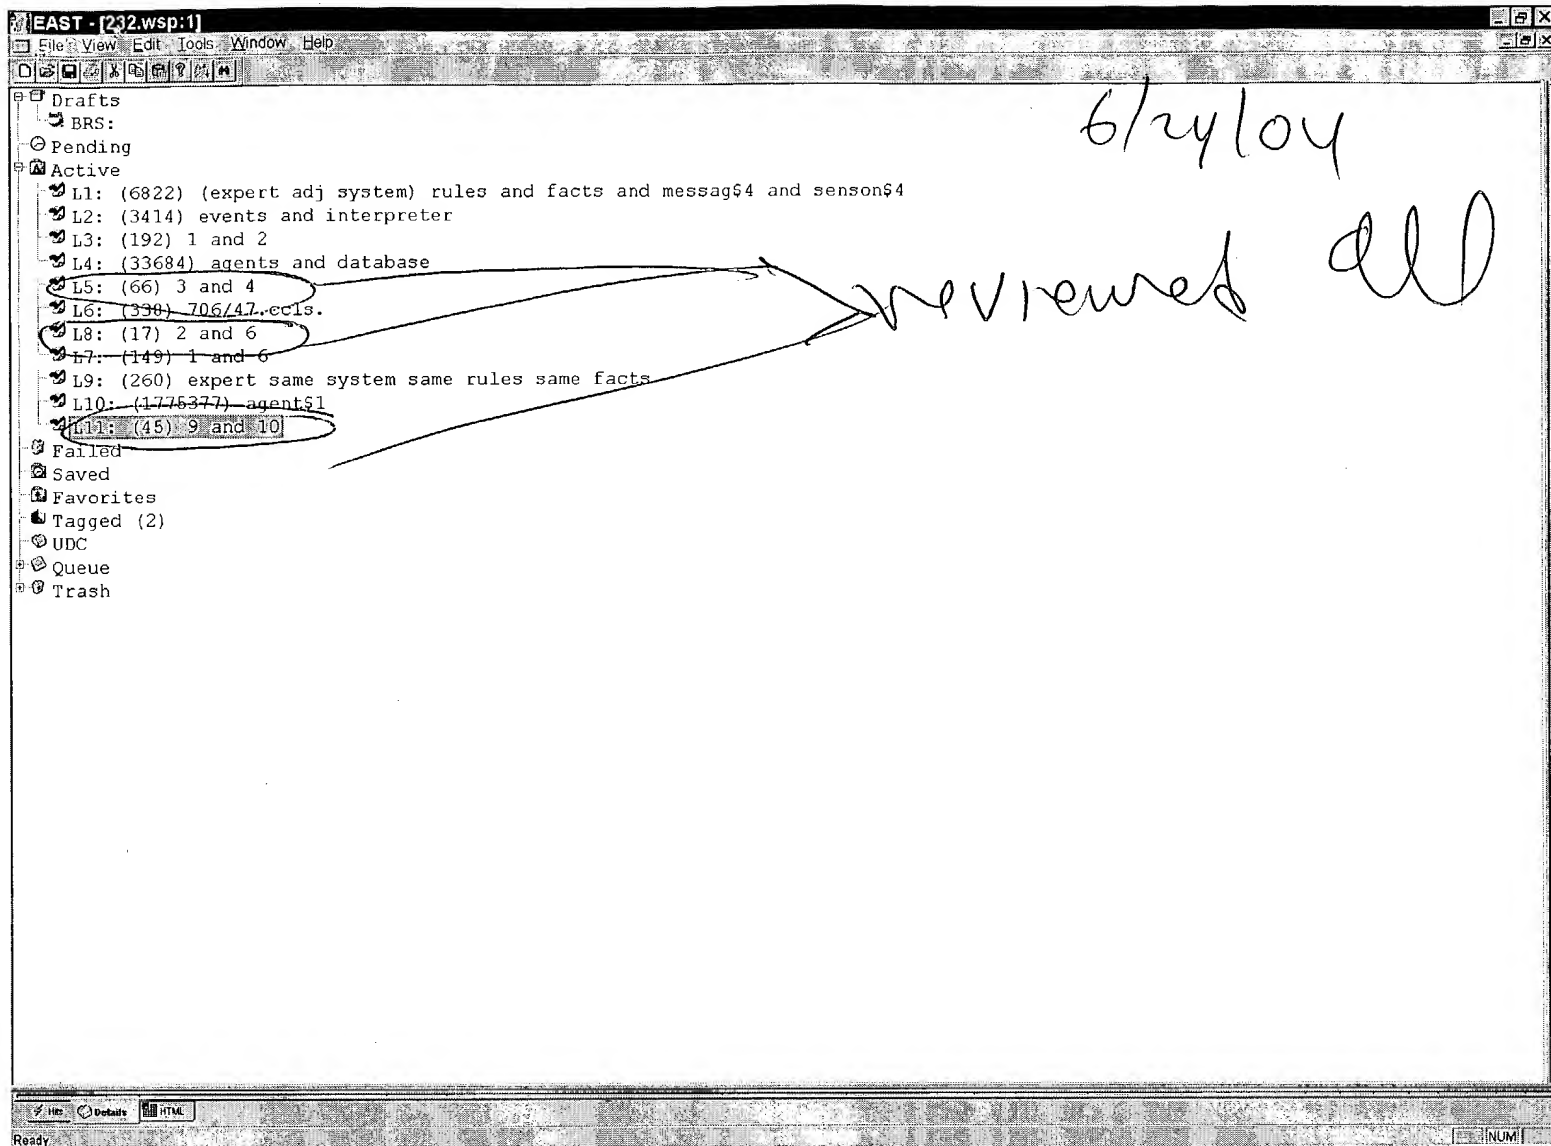 EAST - [232.wsp:1]
File View Edit Tools Window Help
Drafts
BRS:
6/24/04
Pending
Active
L1: (6822) (expert adj system) rules and facts and messag$4 and senson$4
L2: (3414) events and interpreter
L3: (192) 1 and 2
L4: (33684) agents and database
reviewed all
L5: (66) 3 and 4
L6: (338) 706/47.ccls.
L8: (17) 2 and 6
L7: (149) 1 and 6
L9: (260) expert same system same rules same facts
L10: (1775377) agent$1
L11: (45) 9 and 10
Failed
Saved
Favorites
Tagged (2)
UDC
Queue
Trash
Hits Details HTML
Ready NUM